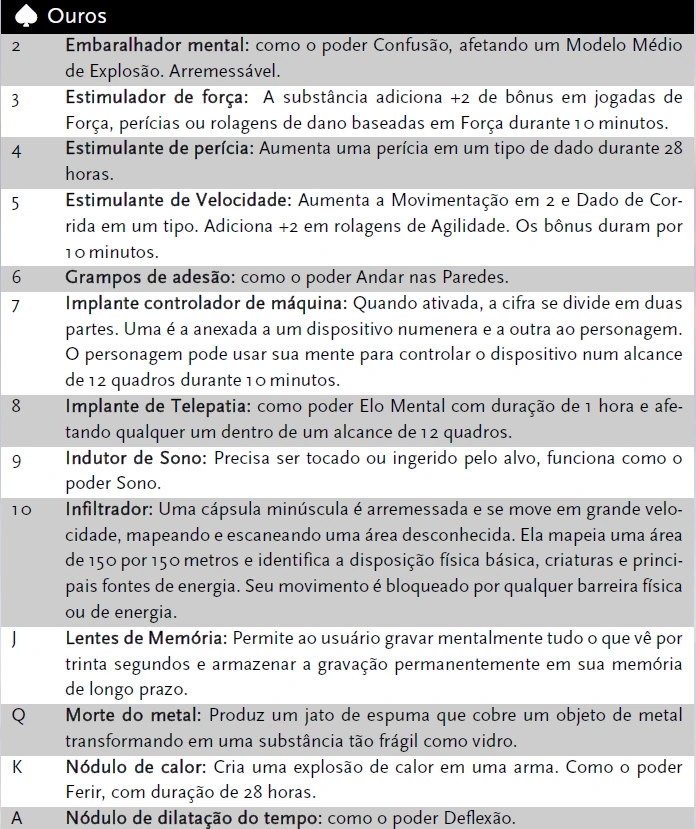 ♠ Ouros
2 Embaralhador mental: como o poder Confusão, afetando um Modelo Médio
de Explosão. Arremessável.
3 Estimulador de força: A substância adiciona +2 de bônus em jogadas de
Força, perícias ou rolagens de dano baseadas em Força durante 10 minutos.
4 Estimulante de perícia: Aumenta uma perícia em um tipo de dado durante 28
horas.
5 Estimulante de Velocidade: Aumenta a Movimentação em 2 e Dado de Cor-
rida em um tipo. Adiciona +2 em rolagens de Agilidade. Os bônus duram por
10 minutos.
6 Grampos de adesão: como o poder Andar nas Paredes.
7 Implante controlador de máquina: Quando ativada, a cifra se divide em duas
partes. Uma é a anexada a um dispositivo numenera e a outra ao personagem.
O personagem pode usar sua mente para controlar o dispositivo num alcance
de 12 quadros durante 10 minutos.
8 Implante de Telepatia: como poder Elo Mental com duração de 1 hora e afe-
tando qualquer um dentro de um alcance de 12 quadros.
9 Indutor de Sono: Precisa ser tocado ou ingerido pelo alvo, funciona como o
poder Sono.
10 Infiltrador: Uma cápsula minúscula é arremessada e se move em grande velo-
cidade, mapeando e escaneando uma área desconhecida. Ela mapeia uma área
de 150 por 150 metros e identifica a disposição física básica, criaturas e princi-
pais fontes de energia. Seu movimento é bloqueado por qualquer barreira física
ou de energia.
J Lentes de Memória: Permite ao usuário gravar mentalmente tudo o que vê por
trinta segundos e armazenar a gravação permanentemente em sua memória
de longo prazo.
Q Morte do metal: Produz um jato de espuma que cobre um objeto de metal
transformando em uma substância tão frágil como vidro.
K Nódulo de calor: Cria uma explosão de calor em uma arma. Como o poder
Ferir, com duração de 28 horas.
A Nódulo de dilatação do tempo: como o poder Deflexão.